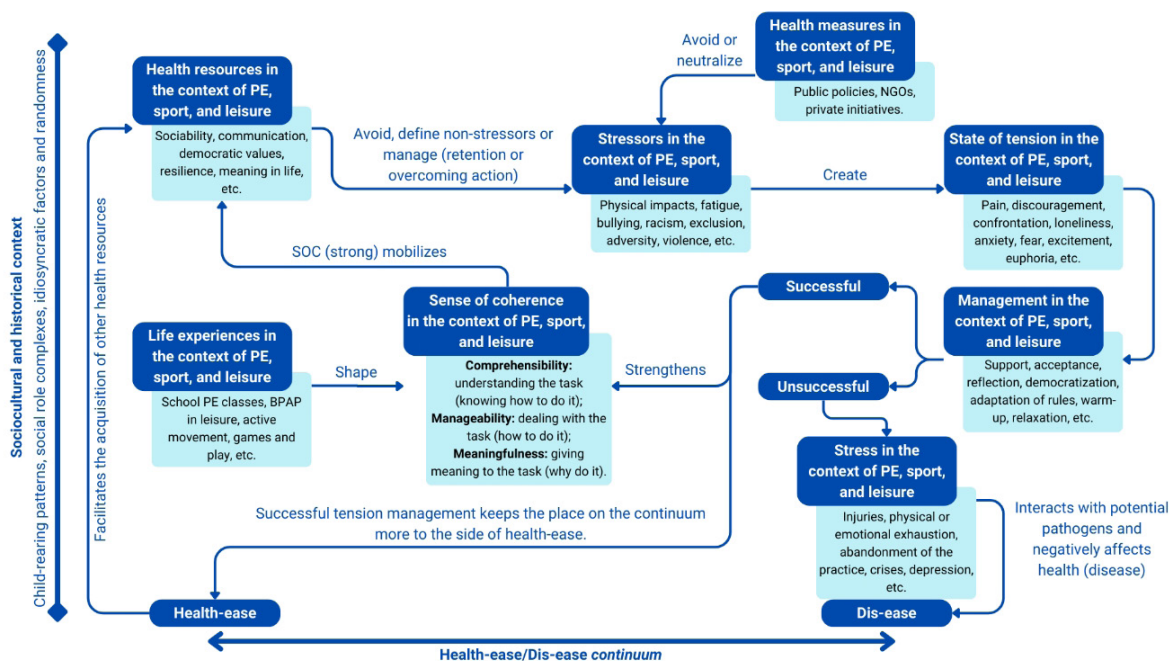 Sociocultural and historical context
Child-rearing patterns, social role complexes, idiosyncratic factors and randomness
Facilitates the acquisition of other health resources
Health resources in
the context of PE,
sport, and leisure
Sociability, communication,
democratic values,
resilience, meaning in life,
etc.
Avoid, define non-stressors or
manage (retention or
overcoming action)
Avoid or
neutralize
Health measures in
the context of PE,
sport, and leisure
Public policies, NGOs,
private initiatives.
Stressors in the
context of PE, sport,
and leisure
Physical impacts, fatigue,
bullying, racism, exclusion,
adversity, violence, etc.
Create
State of tension in the
context of PE, sport,
and leisure
Pain, discouragement,
confrontation, loneliness,
anxiety, fear, excitement,
euphoria, etc.
SOC (strong) mobilizes
Life experiences in
the context of PE,
sport, and leisure
School PE classes, BPAP
in leisure, active
movement, games and
play, etc.
Shape
Sense of coherence
in the context of PE, sport,
and leisure
Comprehensibility:
understanding the task
(knowing how to do it);
Manageability: dealing with the
task (how to do it);
Meaningfulness: giving
meaning to the task (why do it).
Strengthens
Successful
Unsuccessful
Management in the
context of PE, sport,
and leisure
Support, acceptance,
reflection, democratization,
adaptation of rules, warm-
up, relaxation, etc.
Stress in the
context of PE, sport,
and leisure
Injuries, physical or
emotional exhaustion,
abandonment of the
practice, crises, depression,
etc.
Interacts with potential
pathogens and
negatively affects
health (disease)
Successful tension management keeps the place on the continuum
more to the side of health-ease.
Health-ease
Dis-ease
Health-ease/Dis-ease continuum